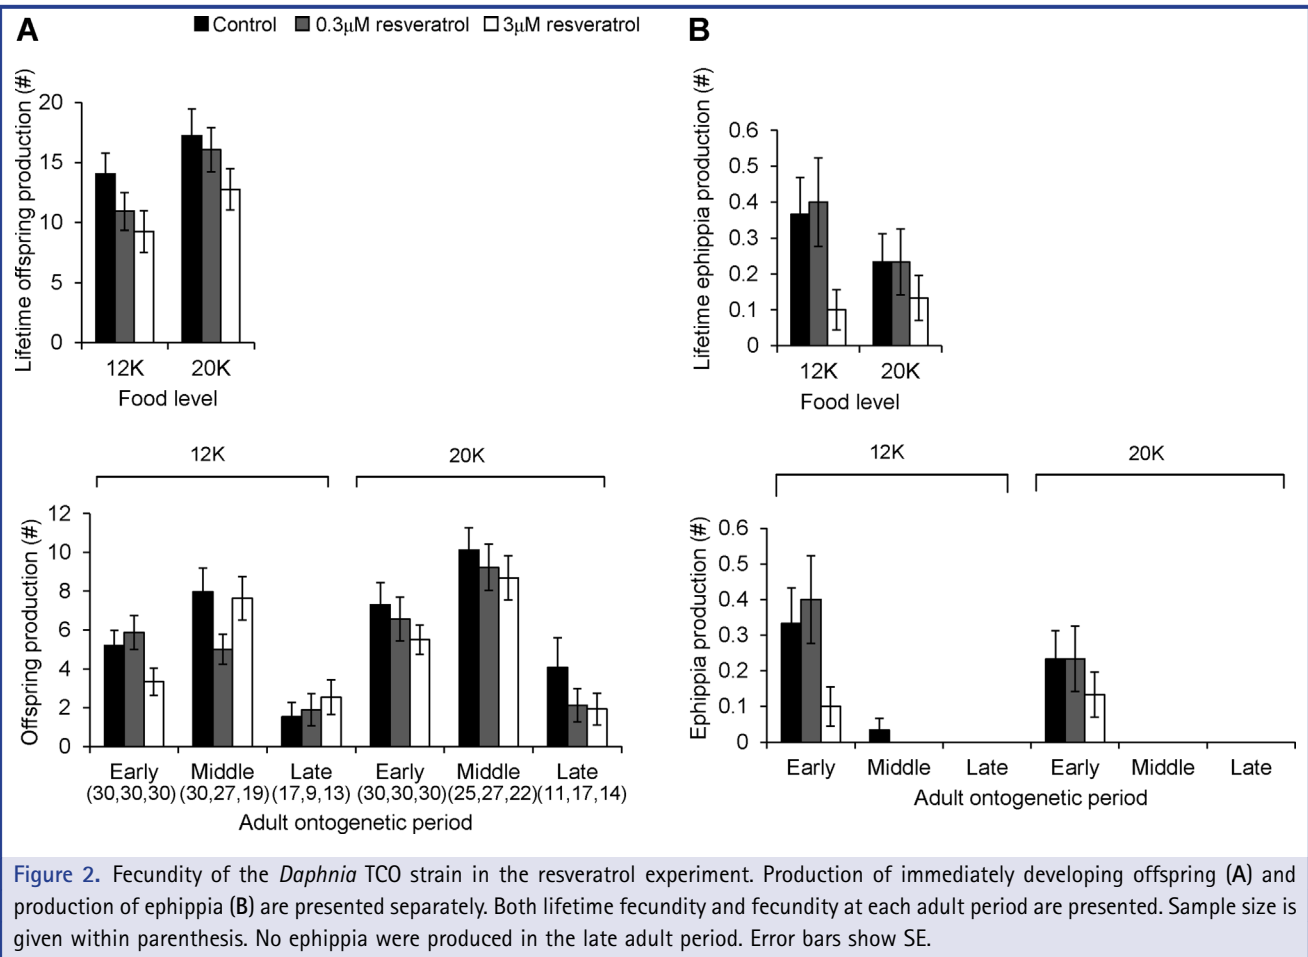 A
Control 0.3µM resveratrol 3µM resveratrol
Lifetime offspring production (#)
20
15
10
5
0
12K 20K
Food level
B
Lifetime ephippia production (#)
0.6
0.5
0.4
0.3
0.2
0.1
0
12K 20K
Food level
12K 20K
Offspring production (#)
12
10
8
6
4
2
0
Early Middle Late Early Middle Late
(30,30,30) (30,27,19) (17,9,13) (30,30,30) (25,27,22) (11,17,14)
Adult ontogenetic period
12K 20K
Ephippia production (#)
0.6
0.5
0.4
0.3
0.2
0.1
0
Early Middle Late Early Middle Late
Adult ontogenetic period
Figure 2. Fecundity of the Daphnia TCO strain in the resveratrol experiment. Production of immediately developing offspring (A) and
production of ephippia (B) are presented separately. Both lifetime fecundity and fecundity at each adult period are presented. Sample size is
given within parenthesis. No ephippia were produced in the late adult period. Error bars show SE.